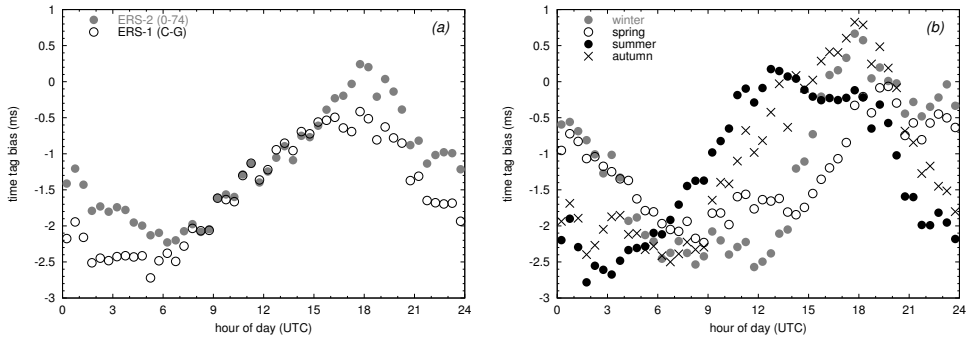 ERS-2 (0-74)
ERS-1 (C-G)
(a)
1
0.5
0
-0.5
-1
-1.5
-2
-2.5
-3
time tag bias (ms)
0 3 6 9 12 15 18 21 24
hour of day (UTC)
winter
spring
summer
autumn
(b)
1
0.5
0
-0.5
-1
-1.5
-2
-2.5
-3
time tag bias (ms)
0 3 6 9 12 15 18 21 24
hour of day (UTC)